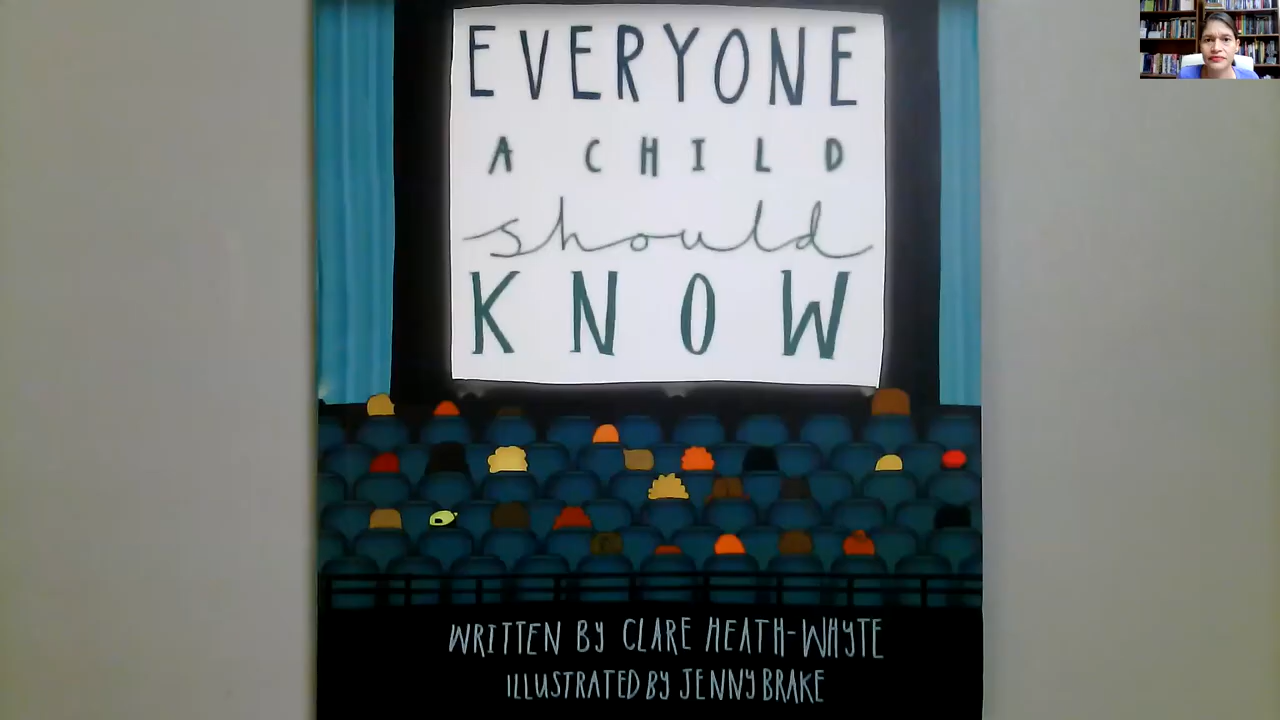 EVERYONE
A CHILD
should
KNOW
WRITTEN BY CLARE HEATH-WHYTE
ILLUSTRATED BY JENNY BRAKE